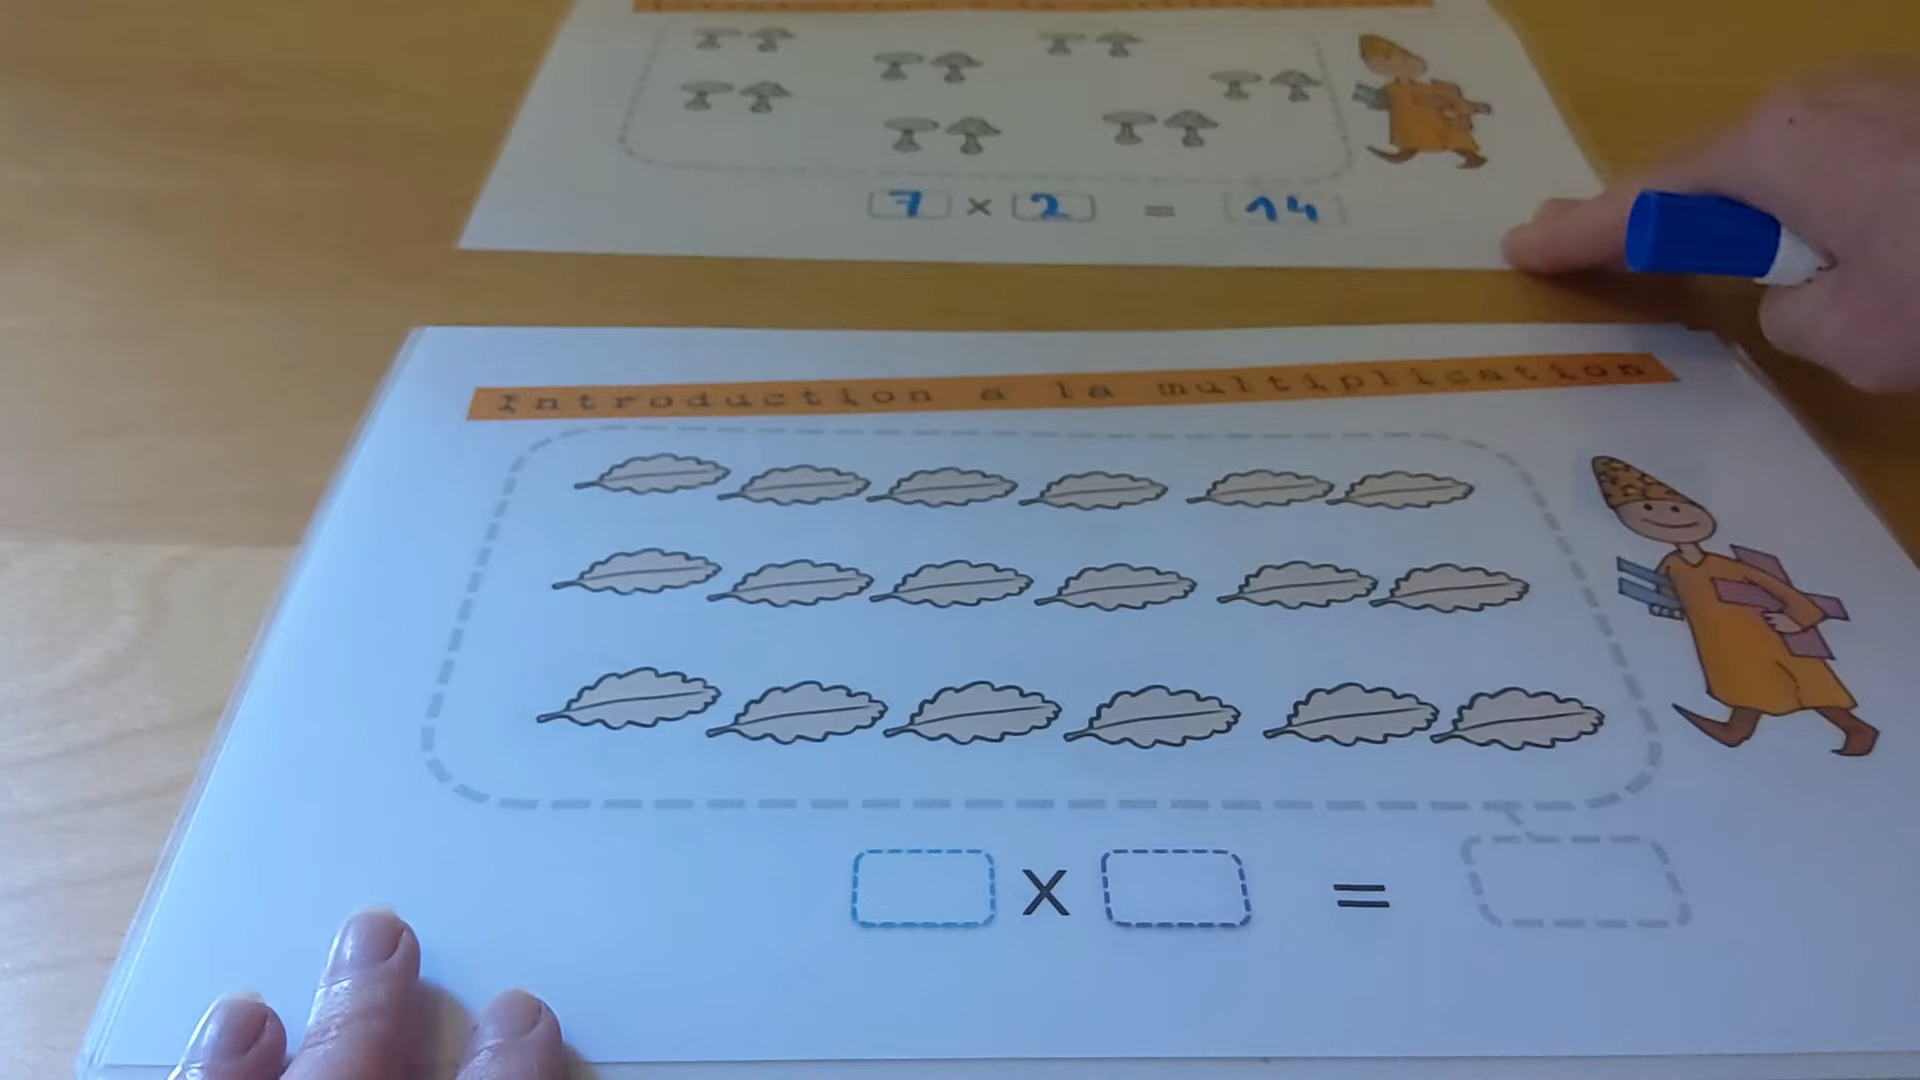 7 x 2 = 14
Introduction à la multiplication
x =